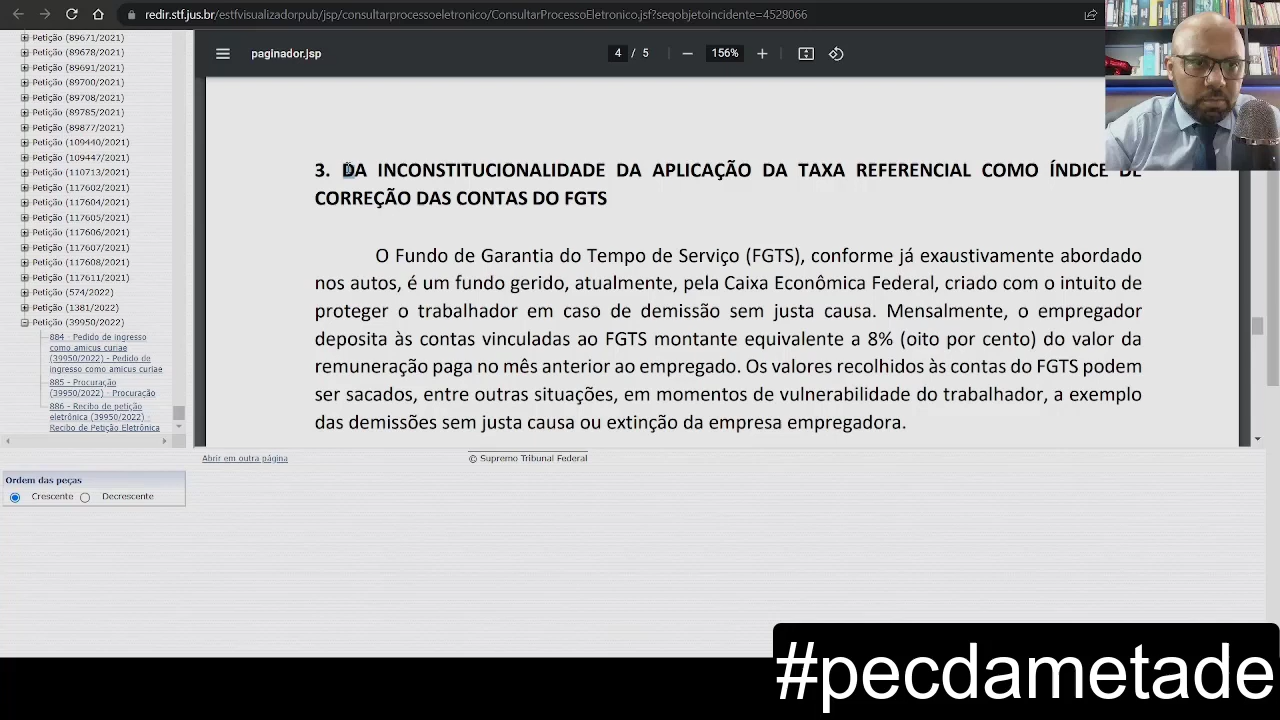 redir.stf.jus.br/estfvisualizadorpub/jsp/consultarprocessoeletronico/ConsultarProcessoEletronico.jsf?seqobjetoincidente=4528066
paginador.jsp
4 / 5
156%
Petição (89671/2021)
Petição (89678/2021)
Petição (89691/2021)
Petição (89700/2021)
Petição (89708/2021)
Petição (89785/2021)
Petição (89877/2021)
Petição (109440/2021)
Petição (109447/2021)
Petição (110713/2021)
Petição (117602/2021)
Petição (117604/2021)
Petição (117605/2021)
Petição (117606/2021)
Petição (117607/2021)
Petição (117608/2021)
Petição (117611/2021)
Petição (574/2022)
Petição (1381/2022)
Petição (39950/2022)
884 - Pedido de ingresso
como amicus curiae
(39950/2022) - Pedido de
ingresso como amicus curiae
885 - Procuração
(39950/2022) - Procuração
886 - Recibo de petição
eletrônica (39950/2022) -
Recibo de Petição Eletrônica
3. DA INCONSTITUCIONALIDADE DA APLICAÇÃO DA TAXA REFERENCIAL COMO ÍNDICE DE
CORREÇÃO DAS CONTAS DO FGTS
O Fundo de Garantia do Tempo de Serviço (FGTS), conforme já exaustivamente abordado
nos autos, é um fundo gerido, atualmente, pela Caixa Econômica Federal, criado com o intuito de
proteger o trabalhador em caso de demissão sem justa causa. Mensalmente, o empregador
deposita às contas vinculadas ao FGTS montante equivalente a 8% (oito por cento) do valor da
remuneração paga no mês anterior ao empregado. Os valores recolhidos às contas do FGTS podem
ser sacados, entre outras situações, em momentos de vulnerabilidade do trabalhador, a exemplo
das demissões sem justa causa ou extinção da empresa empregadora.
Abrir em outra página
© Supremo Tribunal Federal
Ordem das peças
Crescente
Decrescente
#pecdametade